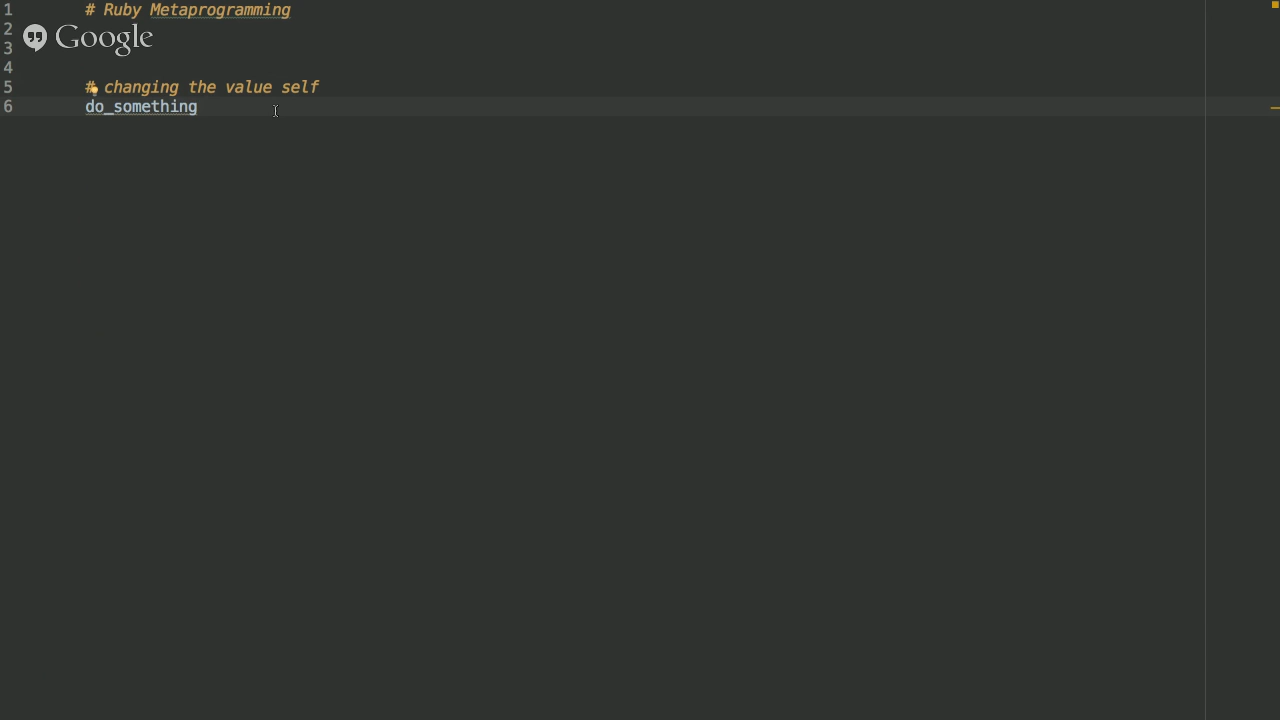 1 # Ruby Metaprogramming
2
Google
3
4
5 # changing the value self
6 do_something